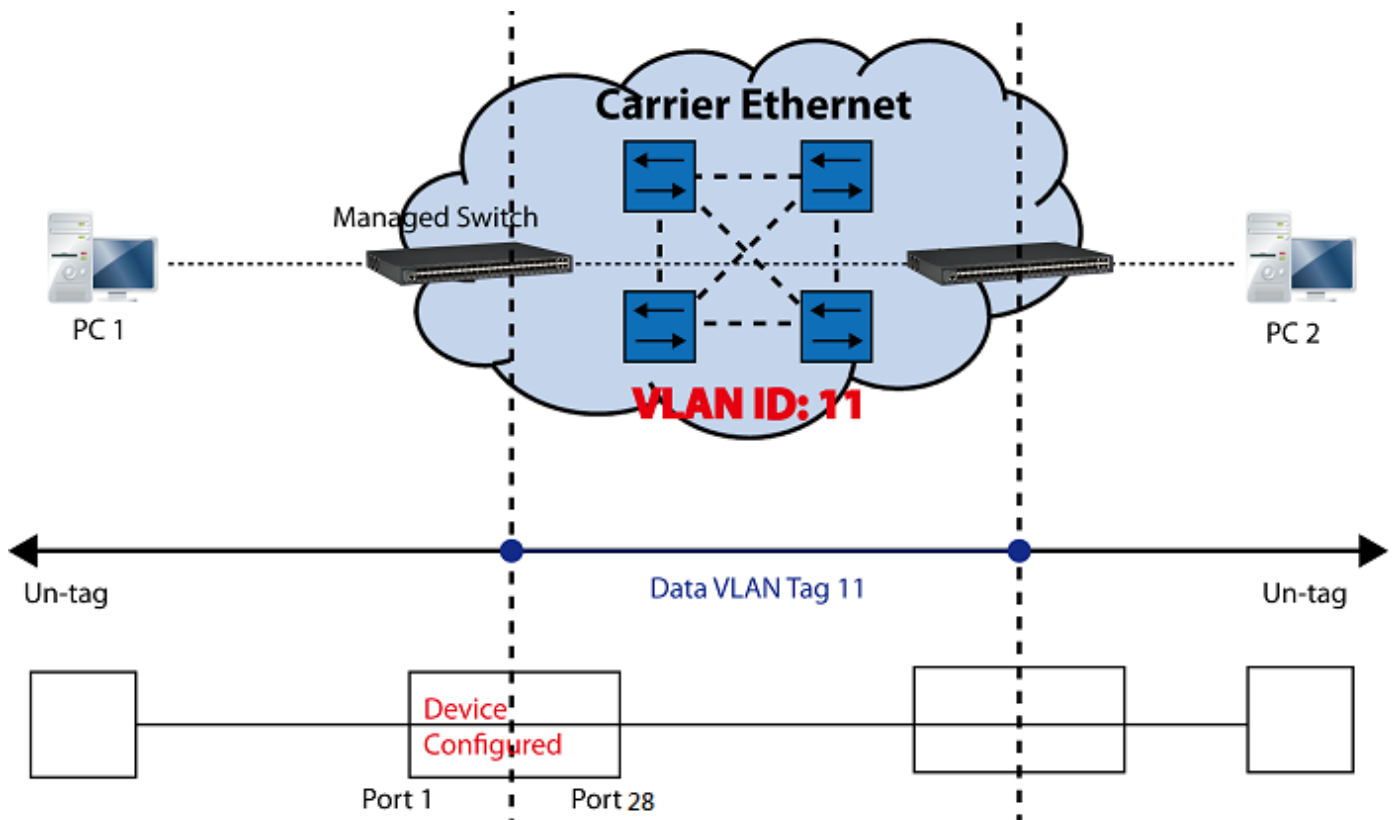 Carrier Ethernet
Managed Switch
PC 1
PC 2
VLAN ID: 11
Un-tag
Data VLAN Tag 11
Un-tag
Device
Configured
Port 1
Port 28